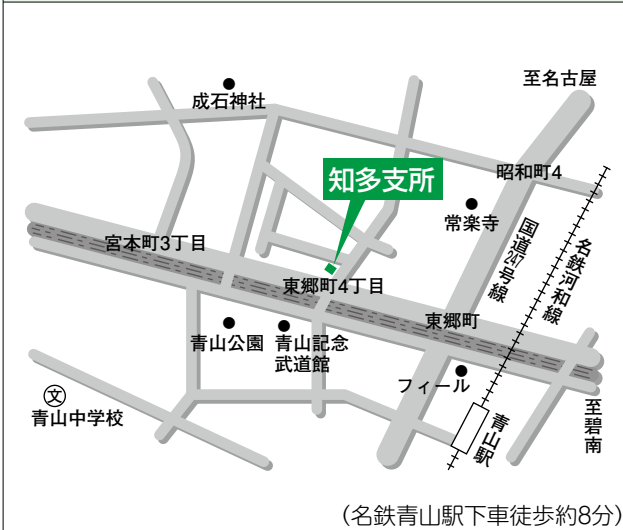 至名古屋
成石神社
昭和町4
知多支所
常楽寺
国道247号線
名鉄河和線
宮本町3丁目
東郷町4丁目
東郷町
青山公園
青山記念
武道館
フィール
文
青山中学校
青山駅
至碧南
(名鉄青山駅下車徒歩約8分)